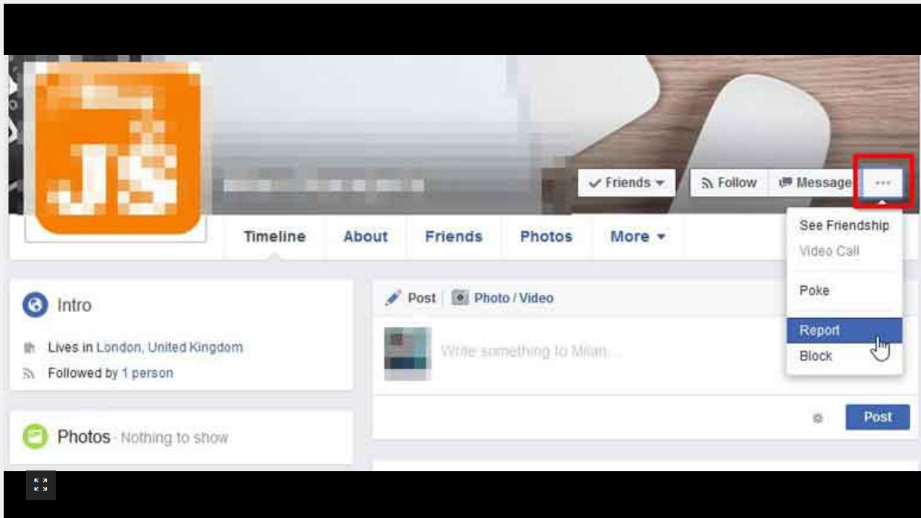 JS
Friends
Follow
Message
...
See Friendship
Video Call
Poke
Report
Block
Timeline
About
Friends
Photos
More
Intro
Lives in London, United Kingdom
Followed by 1 person
Photos · Nothing to show
Post
Photo / Video
Write something to Milan...
Post